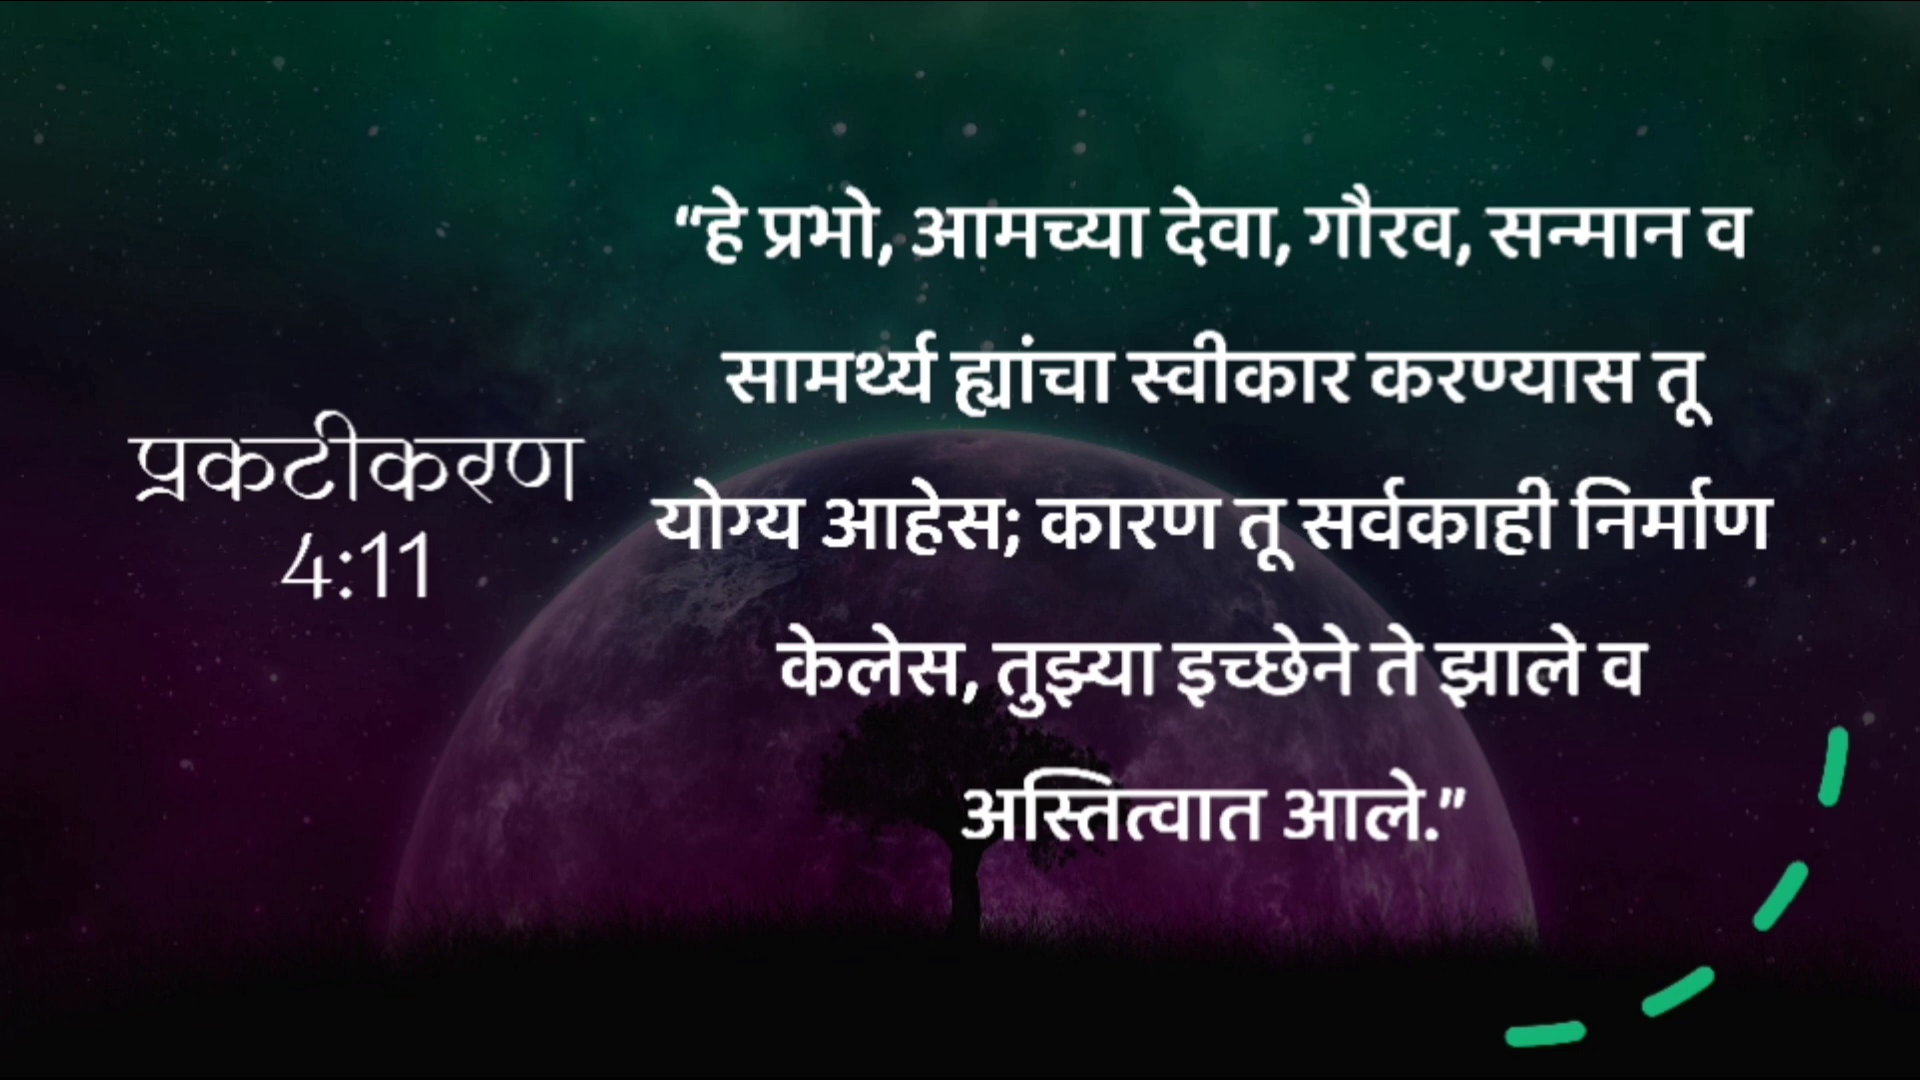 प्रकटीकरण
4:11
“हे प्रभो, आमच्या देवा, गौरव, सन्मान व
सामर्थ्य ह्यांचा स्वीकार करण्यास तू
योग्य आहेस; कारण तू सर्वकाही निर्माण
केलेस, तुझ्या इच्छेने ते झाले व
अस्तित्वात आले.”